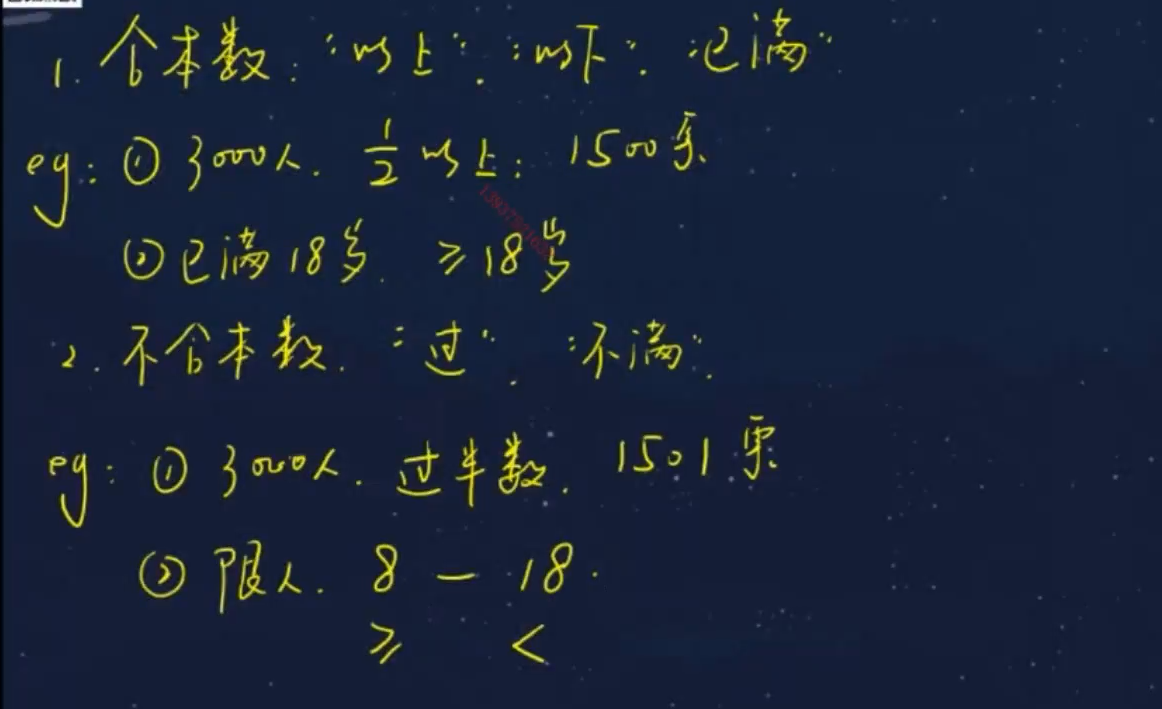 1. 含本数："以上"."以下"."已满"
eg: ① 3000人. 1/2 以上: 1500票.
② 已满18岁. ≥18岁
2. 不含本数. "过". "不满".
eg: ① 3000人. 过半数. 1501票.
② 限人. 8 — 18.
≥ <